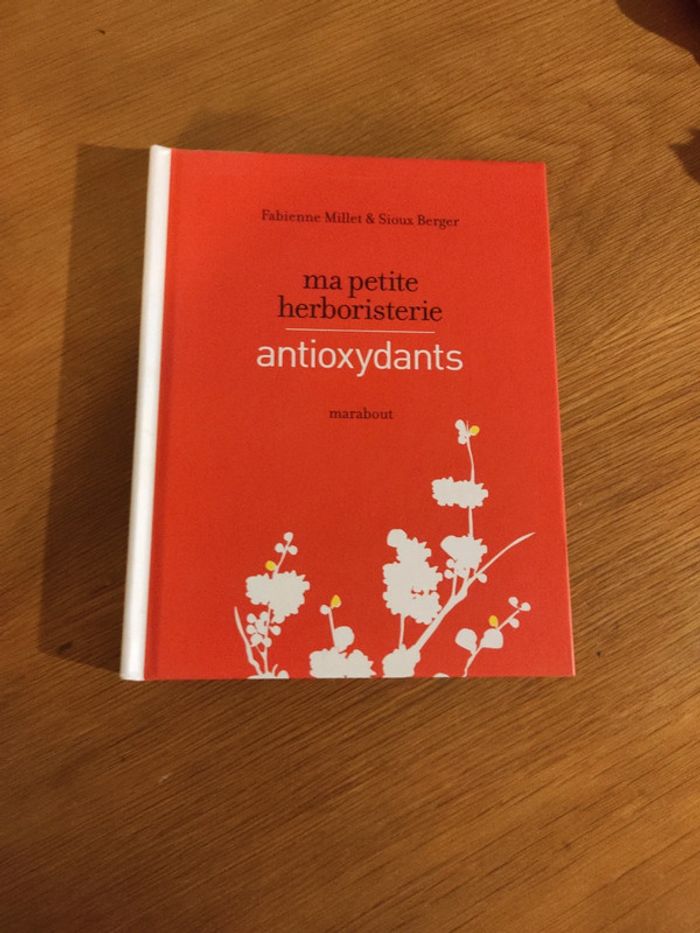 Fabienne Millet & Sioux Berger
ma petite
herboristerie
antioxydants
marabout